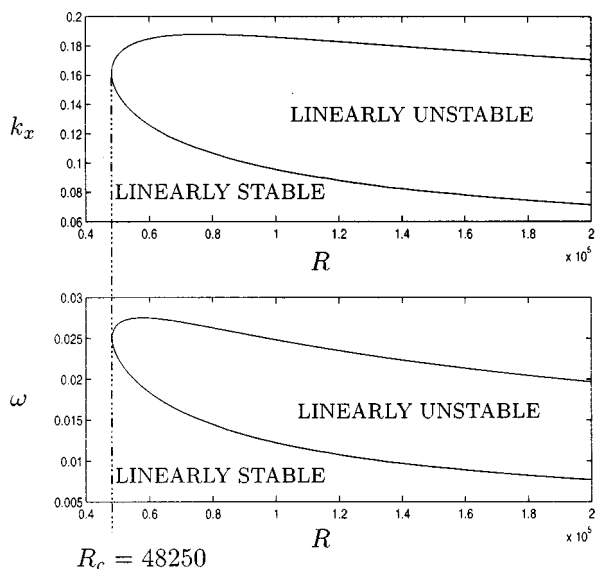 0.2
0.18
0.16
0.14
0.12
0.1
0.08
0.06
k_x
LINEARLY UNSTABLE
LINEARLY STABLE
0.4 0.6 0.8 1 1.2 1.4 1.6 1.8 2
R
x 10^5
0.03
0.025
0.02
0.015
0.01
0.005
ω
LINEARLY UNSTABLE
LINEARLY STABLE
0.4 0.6 0.8 1 1.2 1.4 1.6 1.8 2
R
x 10^5
R_c = 48250